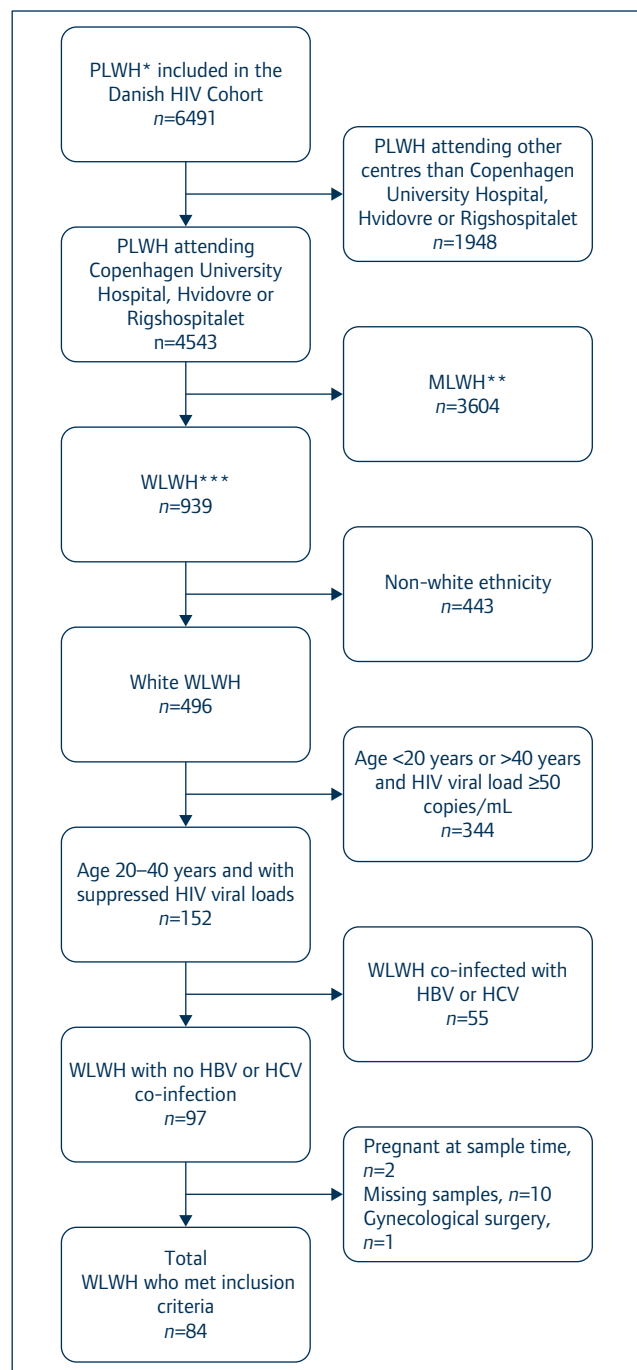 PLWH* included in the
Danish HIV Cohort
n=6491
PLWH attending other
centres than Copenhagen
University Hospital,
Hvidovre or Rigshospitalet
n=1948
PLWH attending
Copenhagen University
Hospital, Hvidovre or
Rigshospitalet
n=4543
MLWH**
n=3604
WLWH***
n=939
Non-white ethnicity
n=443
White WLWH
n=496
Age <20 years or >40 years
and HIV viral load ≥50
copies/mL
n=344
Age 20–40 years and with
suppressed HIV viral loads
n=152
WLWH co-infected with
HBV or HCV
n=55
WLWH with no HBV or HCV
co-infection
n=97
Pregnant at sample time,
n=2
Missing samples, n=10
Gynecological surgery,
n=1
Total
WLWH who met inclusion
criteria
n=84